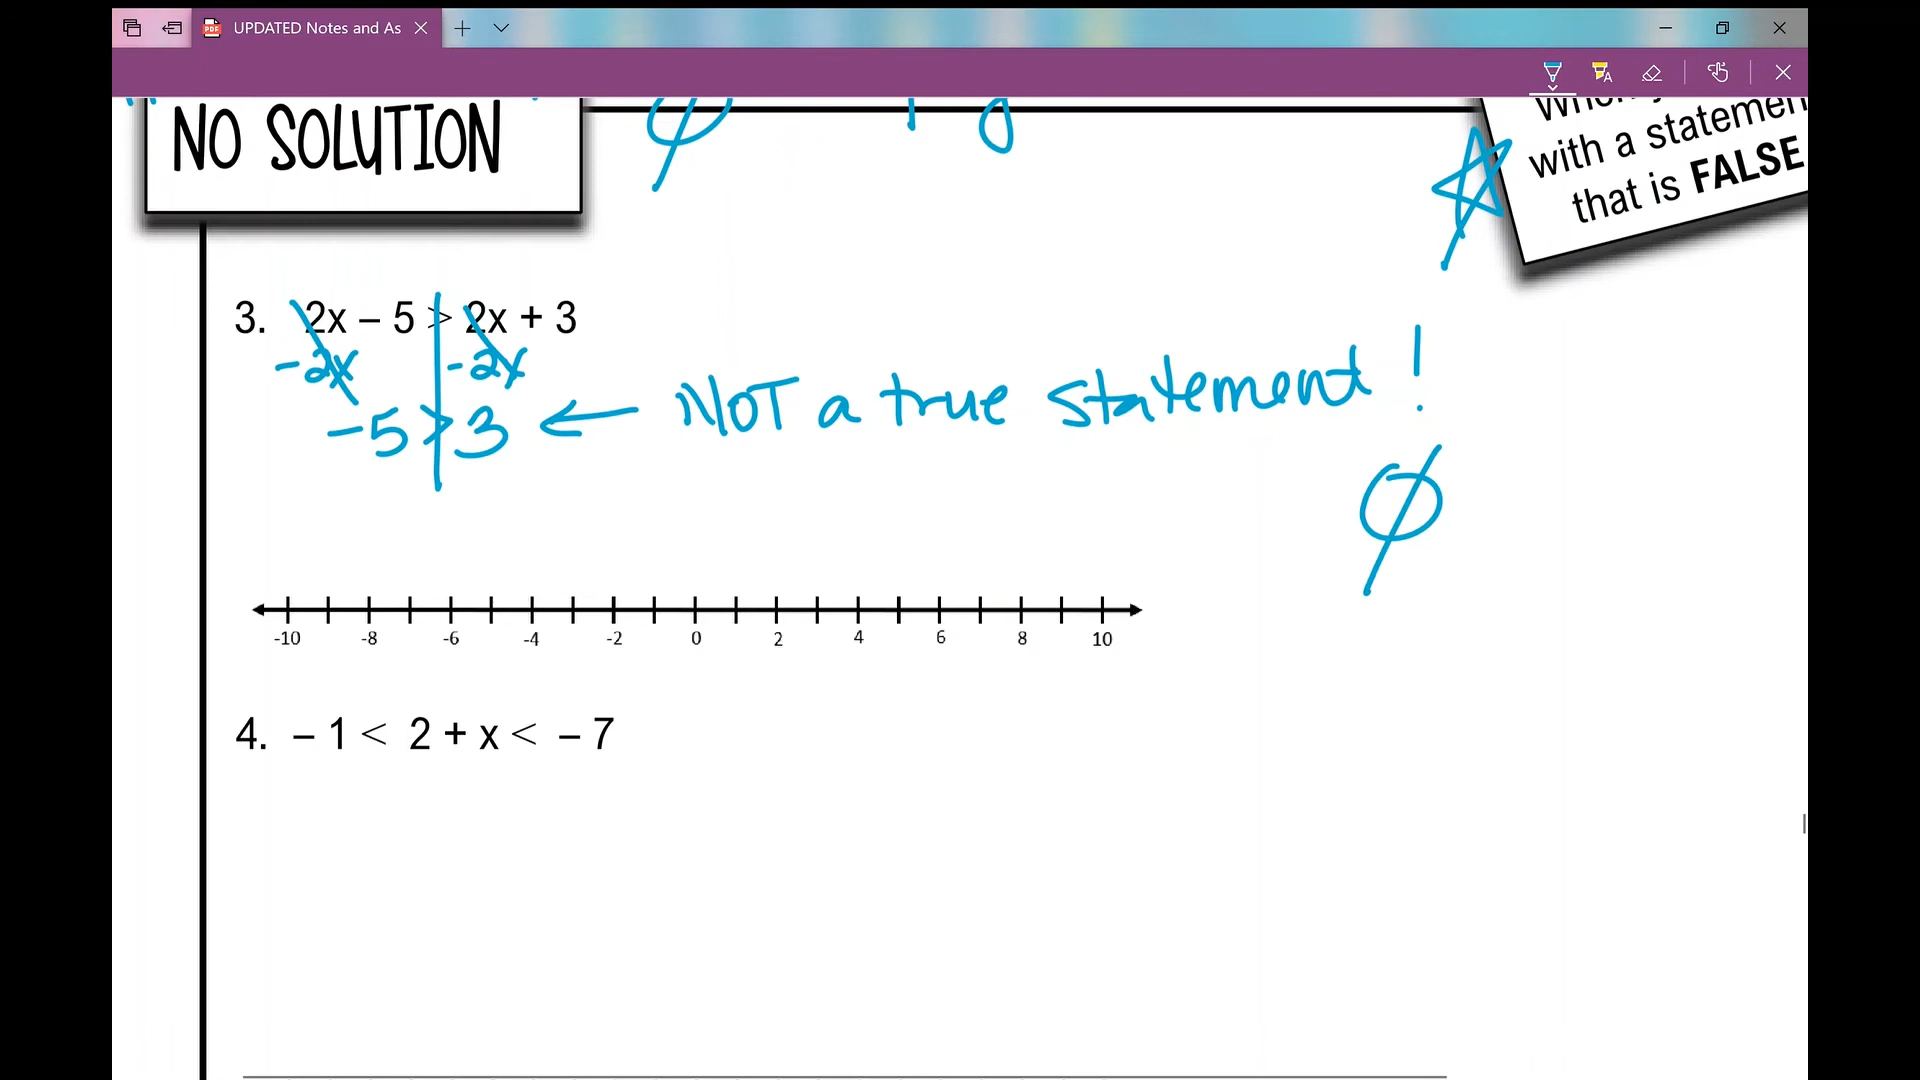 UPDATED Notes and As
NO SOLUTION
with a statement
that is FALSE
3. 2x – 5 > 2x + 3
-2x -2x
-5 > 3 ← NOT a true statement!
∅
-10 -8 -6 -4 -2 0 2 4 6 8 10
4. – 1 < 2 + x < – 7